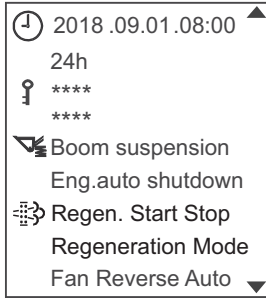 2018 .09.01.08:00
24h
****
****
Boom suspension
Eng.auto shutdown
Regen. Start Stop
Regeneration Mode
Fan Reverse Auto